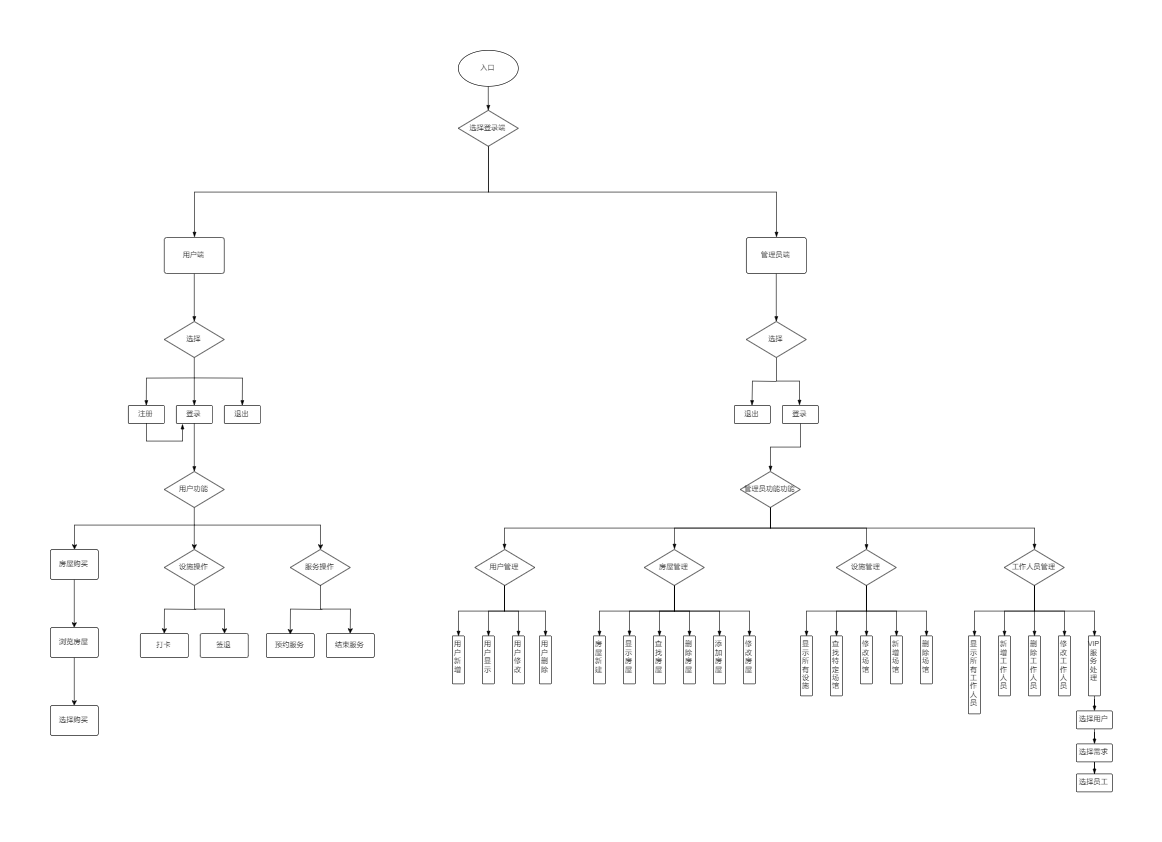 入口
选择登录端
用户端
管理员端
选择
选择
注册
登录
退出
退出
登录
用户功能
管理员功能功能
房屋购买
设施操作
服务操作
用户管理
房屋管理
设施管理
工作人员管理
浏览房屋
打卡
签退
预约服务
结束服务
用户新增
用户显示
用户修改
用户删除
房屋新建
显示房屋
查找房屋
删除房屋
添加房屋
修改房屋
显示所有设施
查找特定场馆
修改场馆
新增场馆
删除场馆
显示所有工作人员
新增工作人员
删除工作人员
修改工作人员
VIP服务处理
选择购买
选择用户
选择需求
选择员工